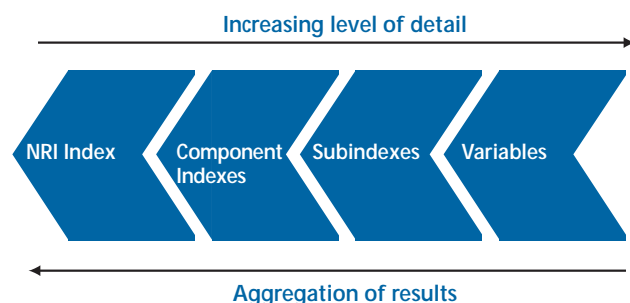 Increasing level of detail
NRI Index
Component
Indexes
Subindexes
Variables
Aggregation of results